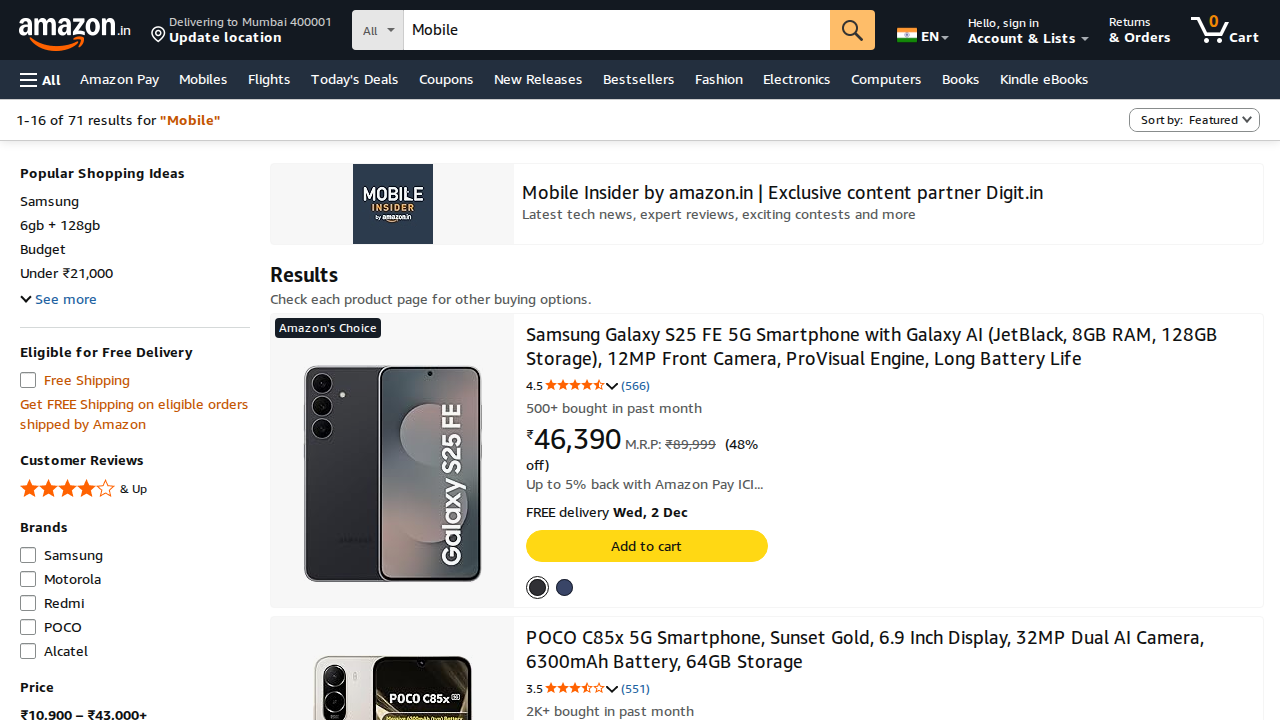 amazon.in
Delivering to Mumbai 400001
Update location
All
Mobile
EN
Hello, sign in
Account & Lists
Returns
& Orders
0
Cart
All
Amazon Pay
Mobiles
Flights
Today's Deals
Coupons
New Releases
Bestsellers
Fashion
Electronics
Computers
Books
Kindle eBooks
1-16 of 71 results for "Mobile"
Sort by: Featured
Popular Shopping Ideas
Samsung
6gb + 128gb
Budget
Under ₹21,000
See more
Eligible for Free Delivery
Free Shipping
Get FREE Shipping on eligible orders
shipped by Amazon
Customer Reviews
& Up
Brands
Samsung
Motorola
Redmi
POCO
Alcatel
Price
₹10,900 – ₹43,000+
MOBILE
INSIDER
by amazon.in
Mobile Insider by amazon.in | Exclusive content partner Digit.in
Latest tech news, expert reviews, exciting contests and more
Results
Check each product page for other buying options.
Amazon's Choice
Galaxy S25 FE
Samsung Galaxy S25 FE 5G Smartphone with Galaxy AI (JetBlack, 8GB RAM, 128GB
Storage), 12MP Front Camera, ProVisual Engine, Long Battery Life
4.5 (566)
500+ bought in past month
₹46,390 M.R.P: ₹89,999 (48%
off)
Up to 5% back with Amazon Pay ICI...
FREE delivery Wed, 2 Dec
Add to cart
POCO C85x 5G
POCO C85x 5G Smartphone, Sunset Gold, 6.9 Inch Display, 32MP Dual AI Camera,
6300mAh Battery, 64GB Storage
3.5 (551)
2K+ bought in past month